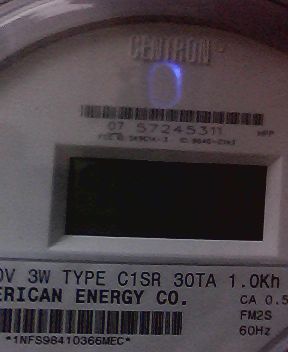 CENTRON
07 57245311
0V 3W TYPE C1SR 30TA 1.0Kh
ERICAN ENERGY CO.
CA 0.5
FM2S
60Hz
*1NFS98410366MEC*